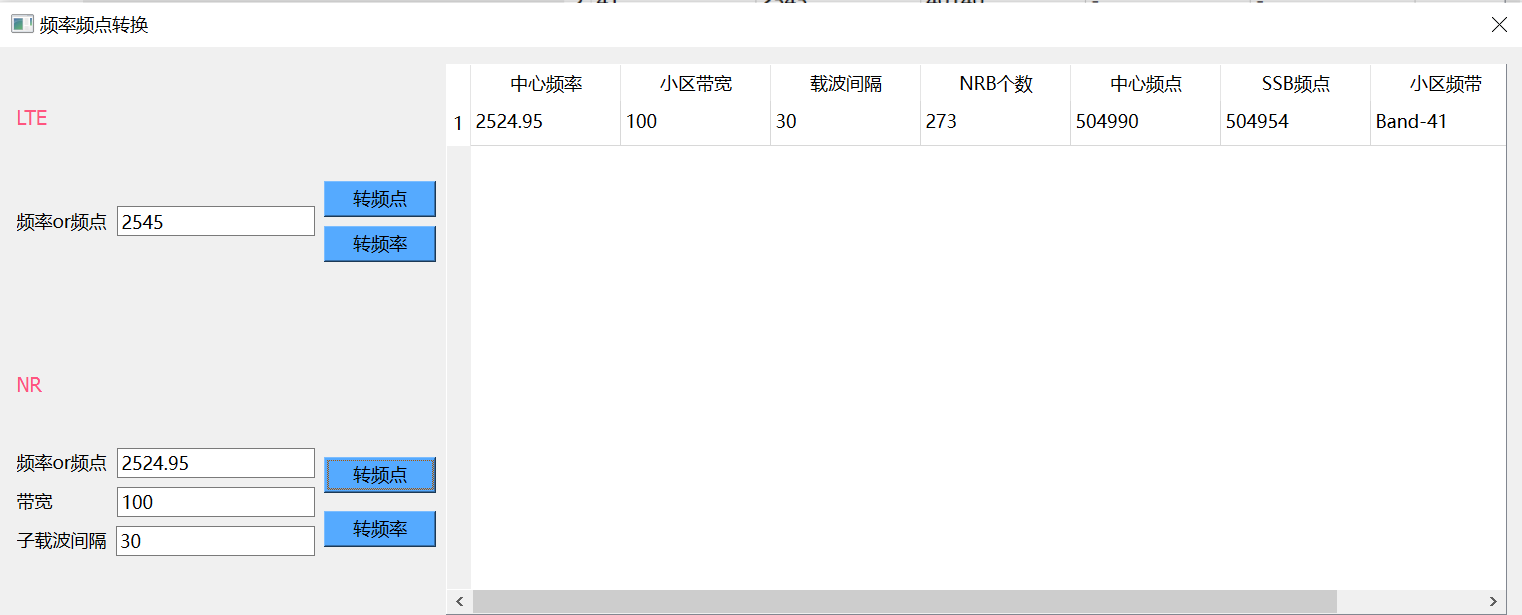 频率频点转换
LTE
频率or频点 2545
转频点
转频率
NR
频率or频点 2524.95
带宽 100
子载波间隔 30
转频点
转频率
中心频率 小区带宽 载波间隔 NRB个数 中心频点 SSB频点 小区频带
1 2524.95 100 30 273 504990 504954 Band-41